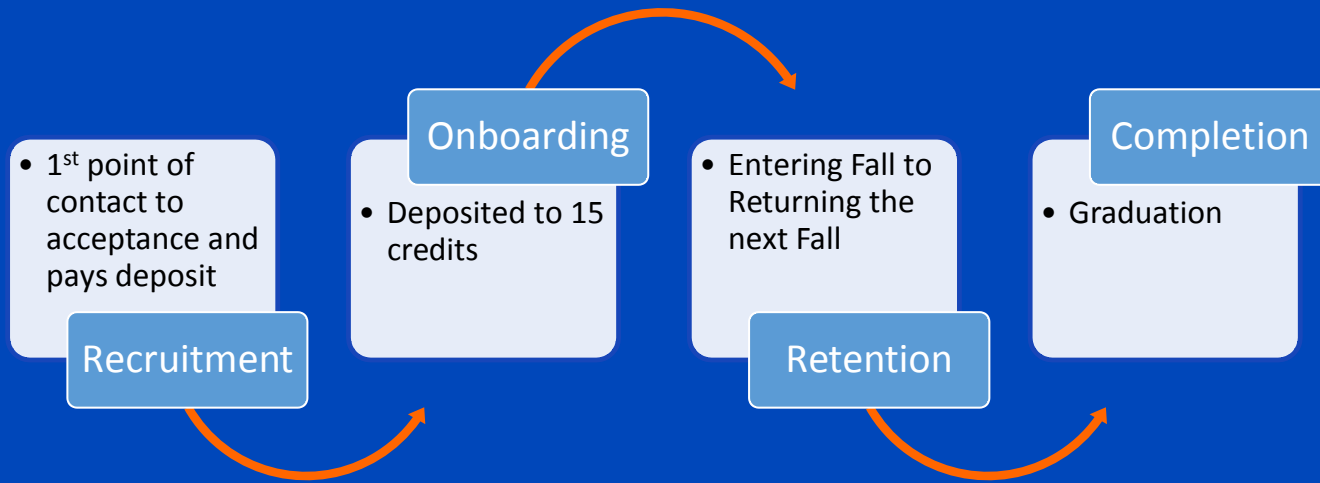 • 1st point of
contact to
acceptance and
pays deposit
Recruitment
Onboarding
• Deposited to 15
credits
• Entering Fall to
Returning the
next Fall
Retention
Completion
• Graduation